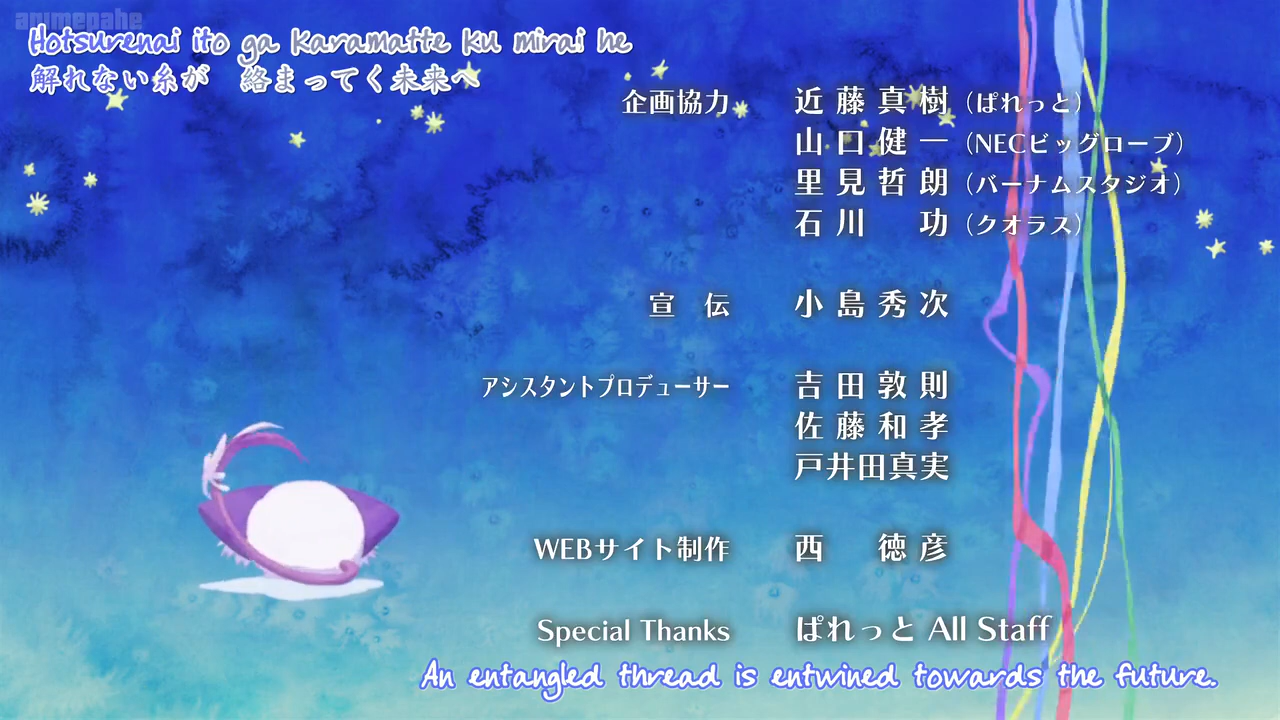 animepahe
Hotsurenai ito ga karamatte ku mirai he
解れない糸が　絡まってく未来へ
企画協力　近藤真樹（ぱれっと）
山口健一（NECビッグローブ）
里見哲朗（バーナムスタジオ）
石川　功（クオラス）
宣　伝　小島秀次
アシスタントプロデューサー　吉田敦則
佐藤和孝
戸井田真実
WEBサイト制作　西　徳彦
Special Thanks　ぱれっと All Staff
An entangled thread is entwined towards the future.